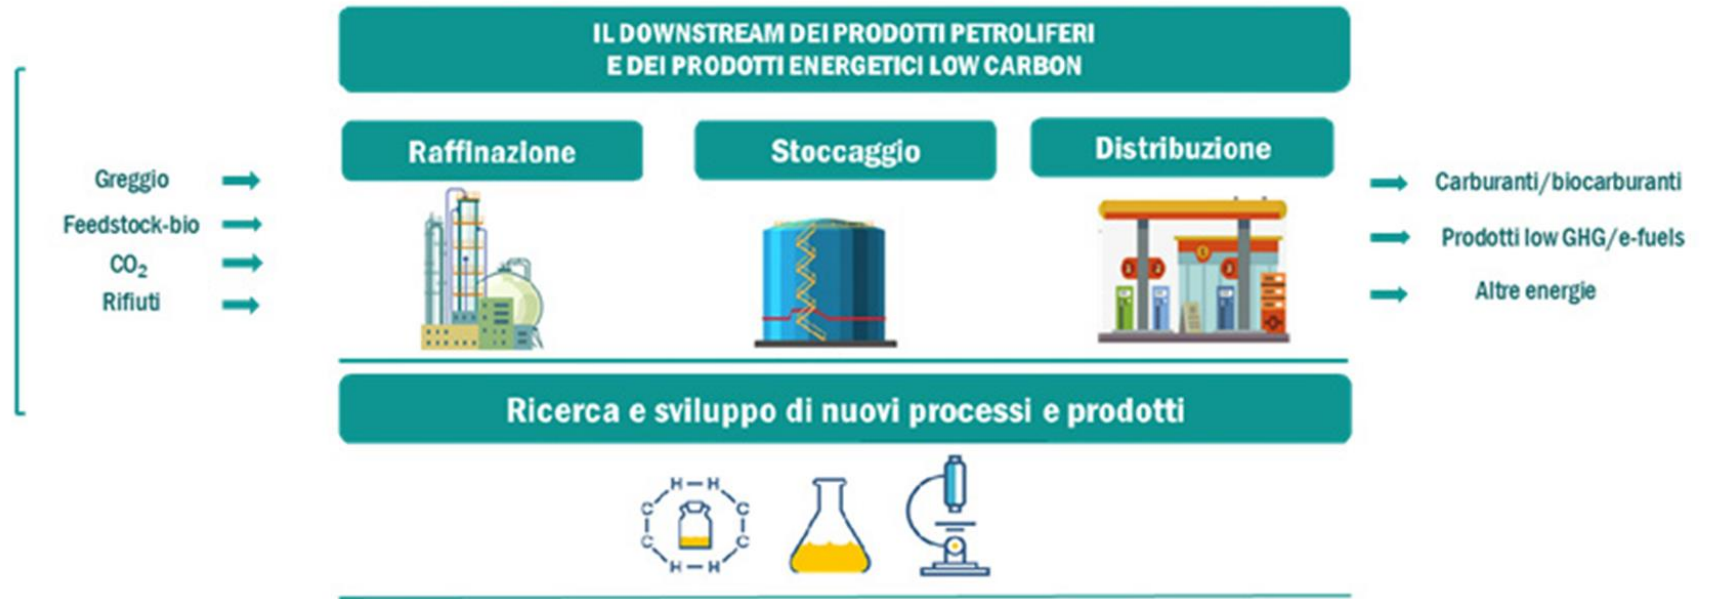 IL DOWNSTREAM DEI PRODOTTI PETROLIFERI
E DEI PRODOTTI ENERGETICI LOW CARBON
Raffinazione
Stoccaggio
Distribuzione
Greggio
Feedstock-bio
CO₂
Rifiuti
Carburanti/biocarburanti
Prodotti low GHG/e-fuels
Altre energie
Ricerca e sviluppo di nuovi processi e prodotti
H H
C C
C C
H H